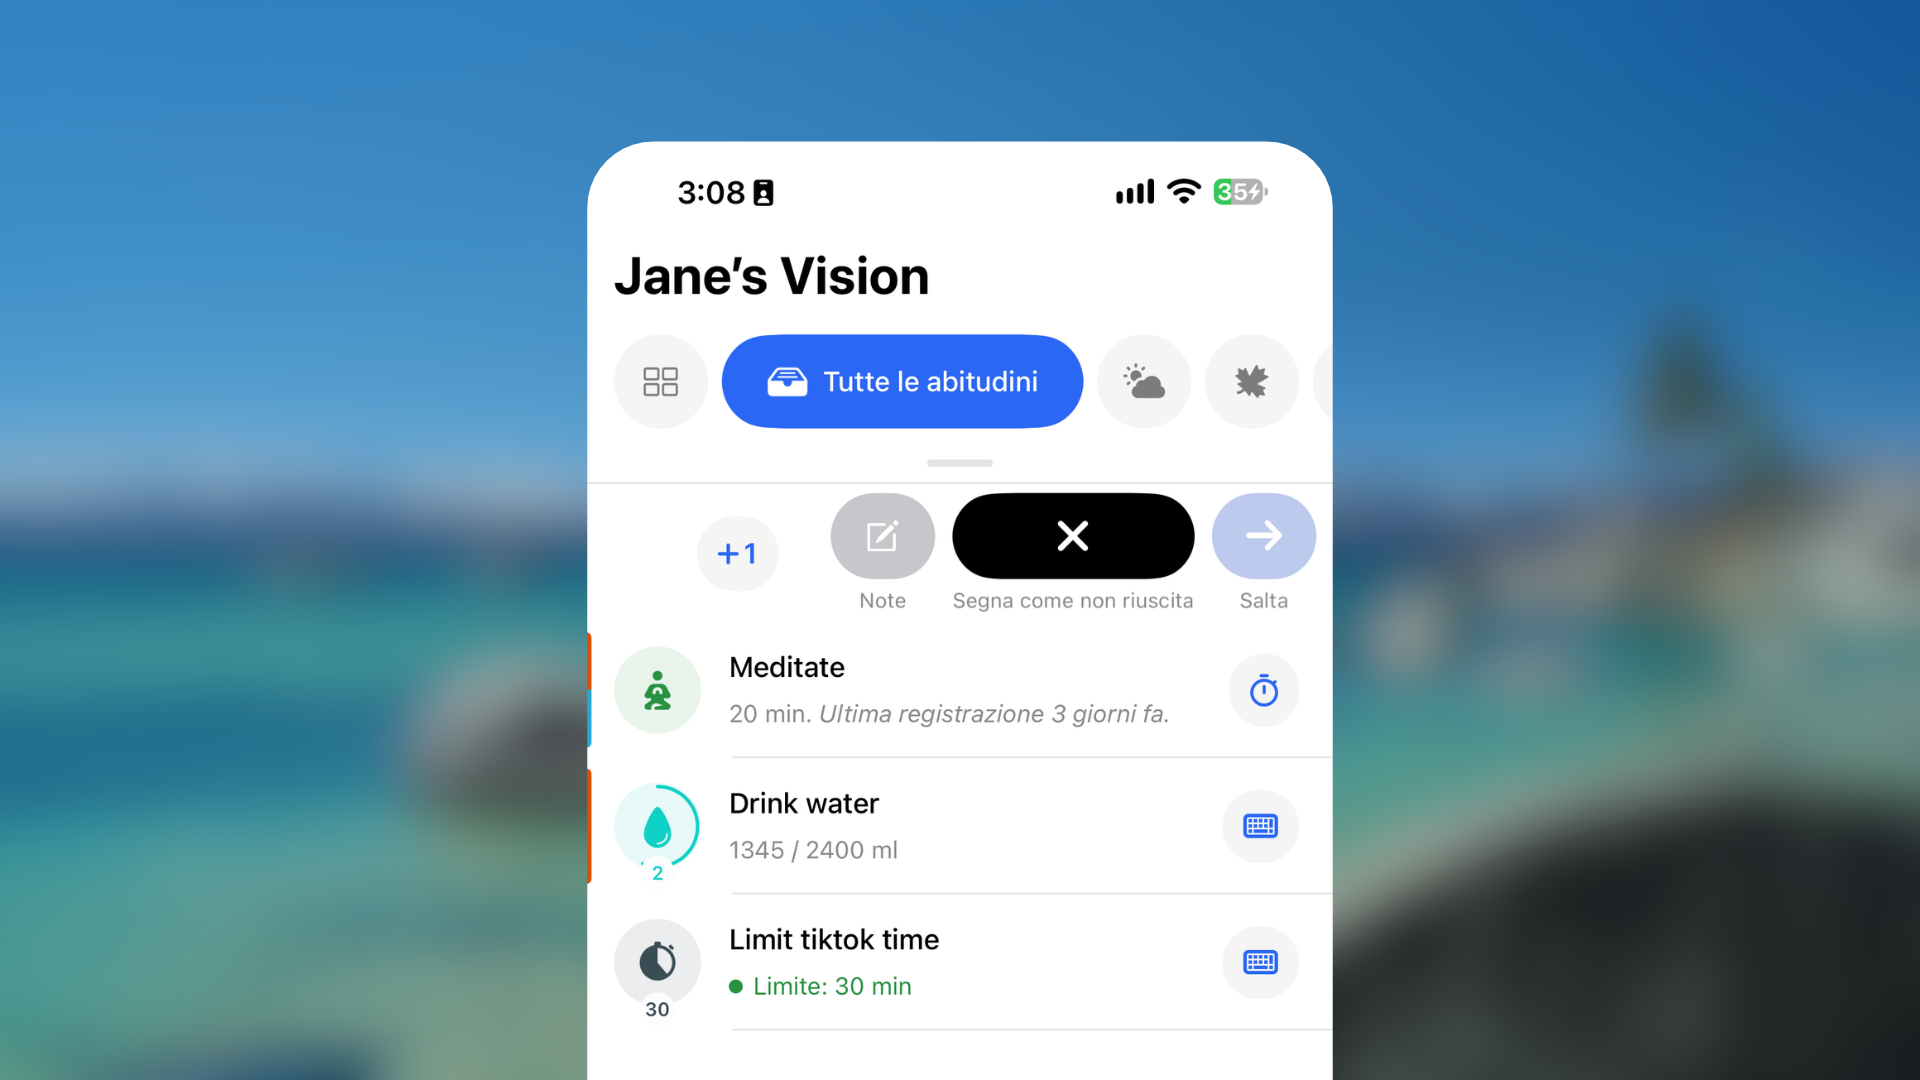 3:08
35
Jane’s Vision
Tutte le abitudini
+1
Note
Segna come non riuscita
Salta
Meditate
20 min. Ultima registrazione 3 giorni fa.
Drink water
1345 / 2400 ml
2
Limit tiktok time
Limite: 30 min
30